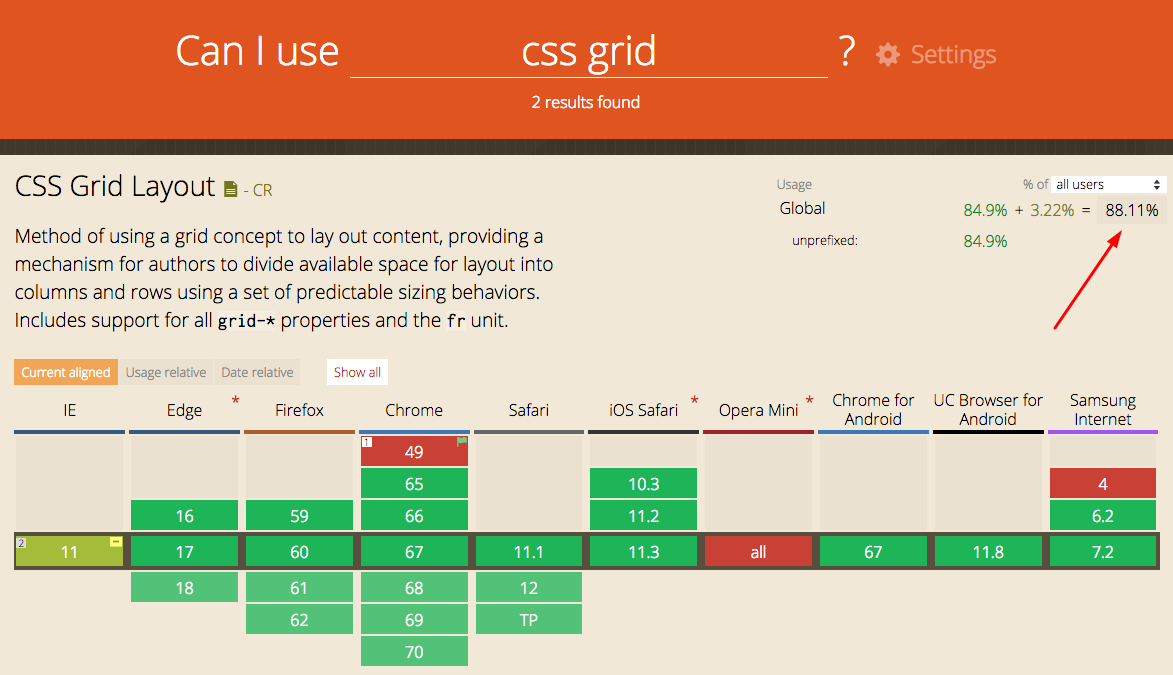 Can I use css grid ? Settings
2 results found
CSS Grid Layout - CR
Usage % of all users
Global 84.9% + 3.22% = 88.11%
unprefixed: 84.9%
Method of using a grid concept to lay out content, providing a
mechanism for authors to divide available space for layout into
columns and rows using a set of predictable sizing behaviors.
Includes support for all grid-* properties and the fr unit.
Current aligned Usage relative Date relative Show all
IE Edge * Firefox Chrome Safari iOS Safari * Opera Mini * Chrome for Android UC Browser for Android Samsung Internet
1 49
65 10.3 4
16 59 66 11.2 6.2
2 11 17 60 67 11.1 11.3 all 67 11.8 7.2
18 61 68 12
62 69 TP
70